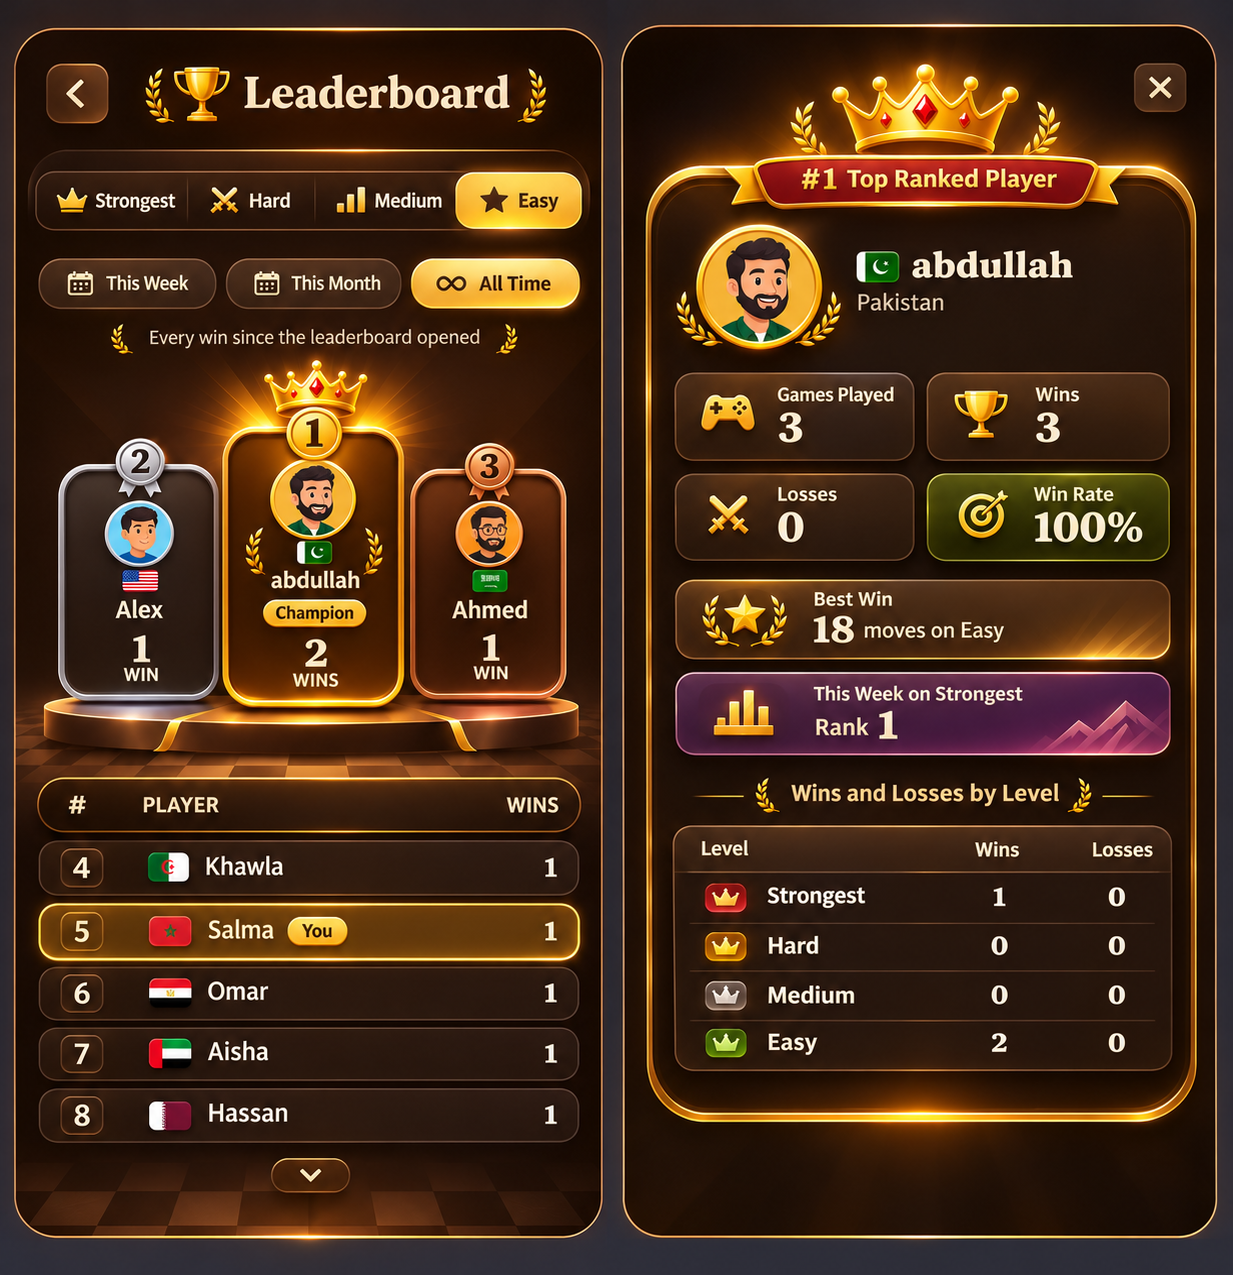 Leaderboard
Strongest
Hard
Medium
Easy
This Week
This Month
All Time
Every win since the leaderboard opened
2
Alex
1
WIN
1
abdullah
Champion
2
WINS
3
Ahmed
1
WIN
# PLAYER WINS
4 Khawla 1
5 Salma You 1
6 Omar 1
7 Aisha 1
8 Hassan 1
#1 Top Ranked Player
abdullah
Pakistan
Games Played
3
Wins
3
Losses
0
Win Rate
100%
Best Win
18 moves on Easy
This Week on Strongest
Rank 1
Wins and Losses by Level
Level Wins Losses
Strongest 1 0
Hard 0 0
Medium 0 0
Easy 2 0